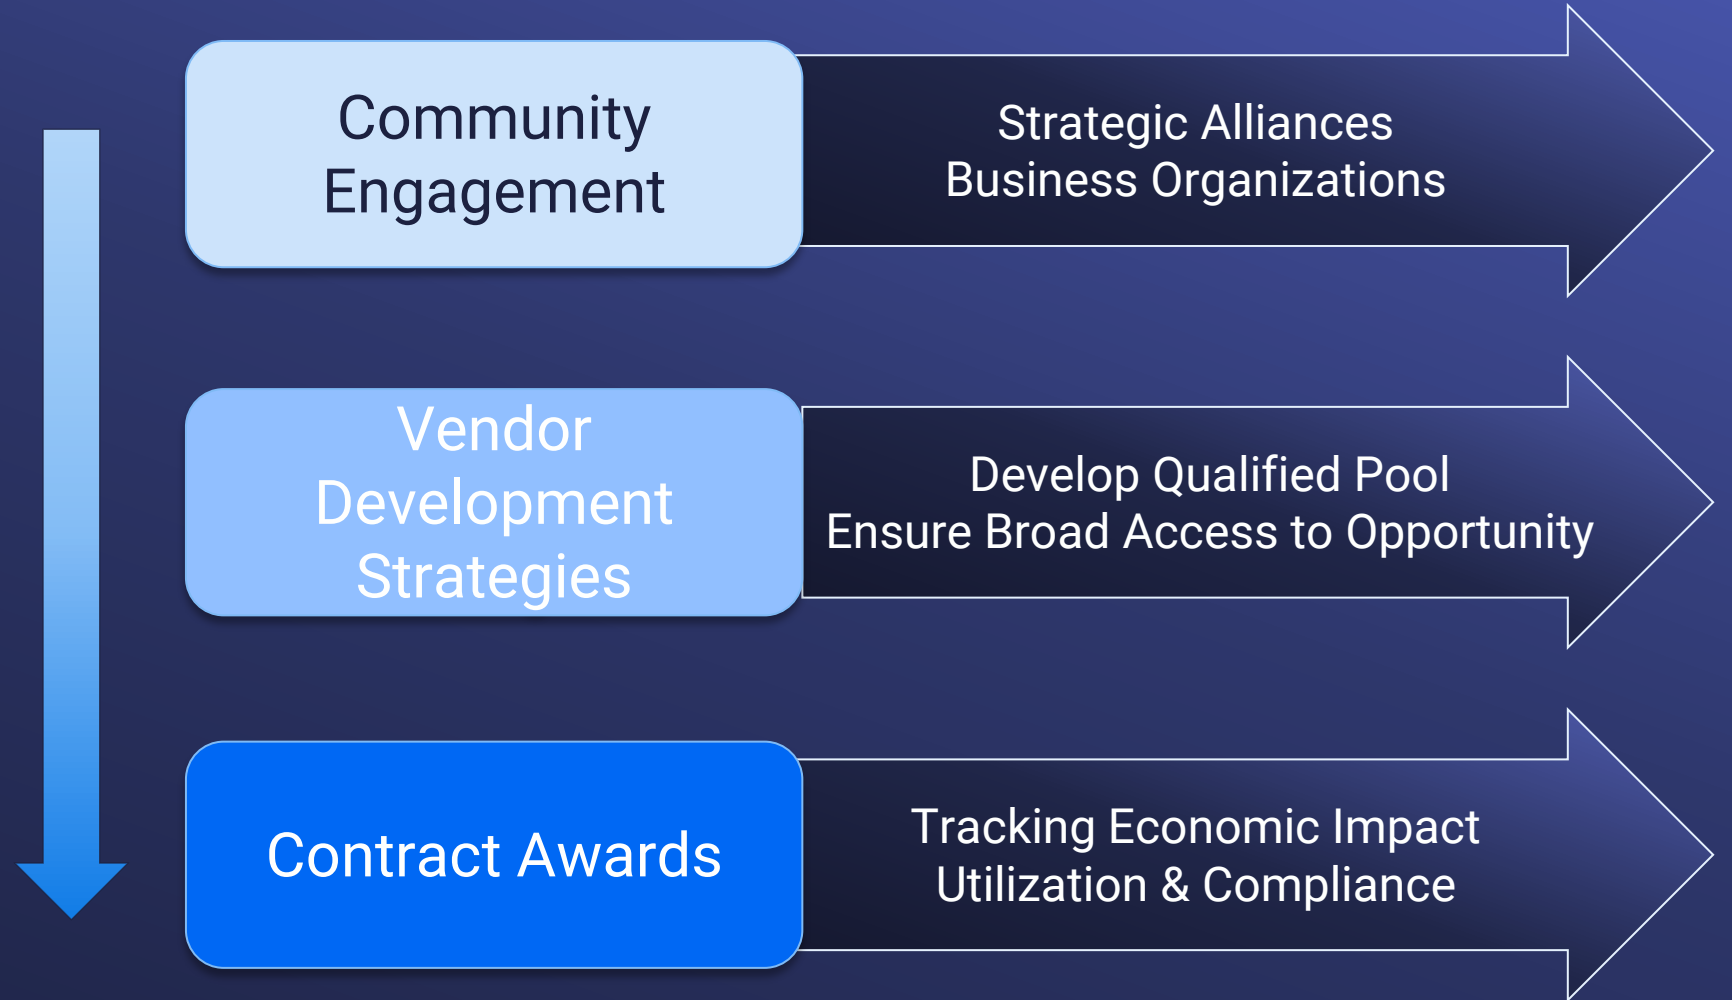 Community
Engagement
Strategic Alliances
Business Organizations
Vendor
Development
Strategies
Develop Qualified Pool
Ensure Broad Access to Opportunity
Contract Awards
Tracking Economic Impact
Utilization & Compliance